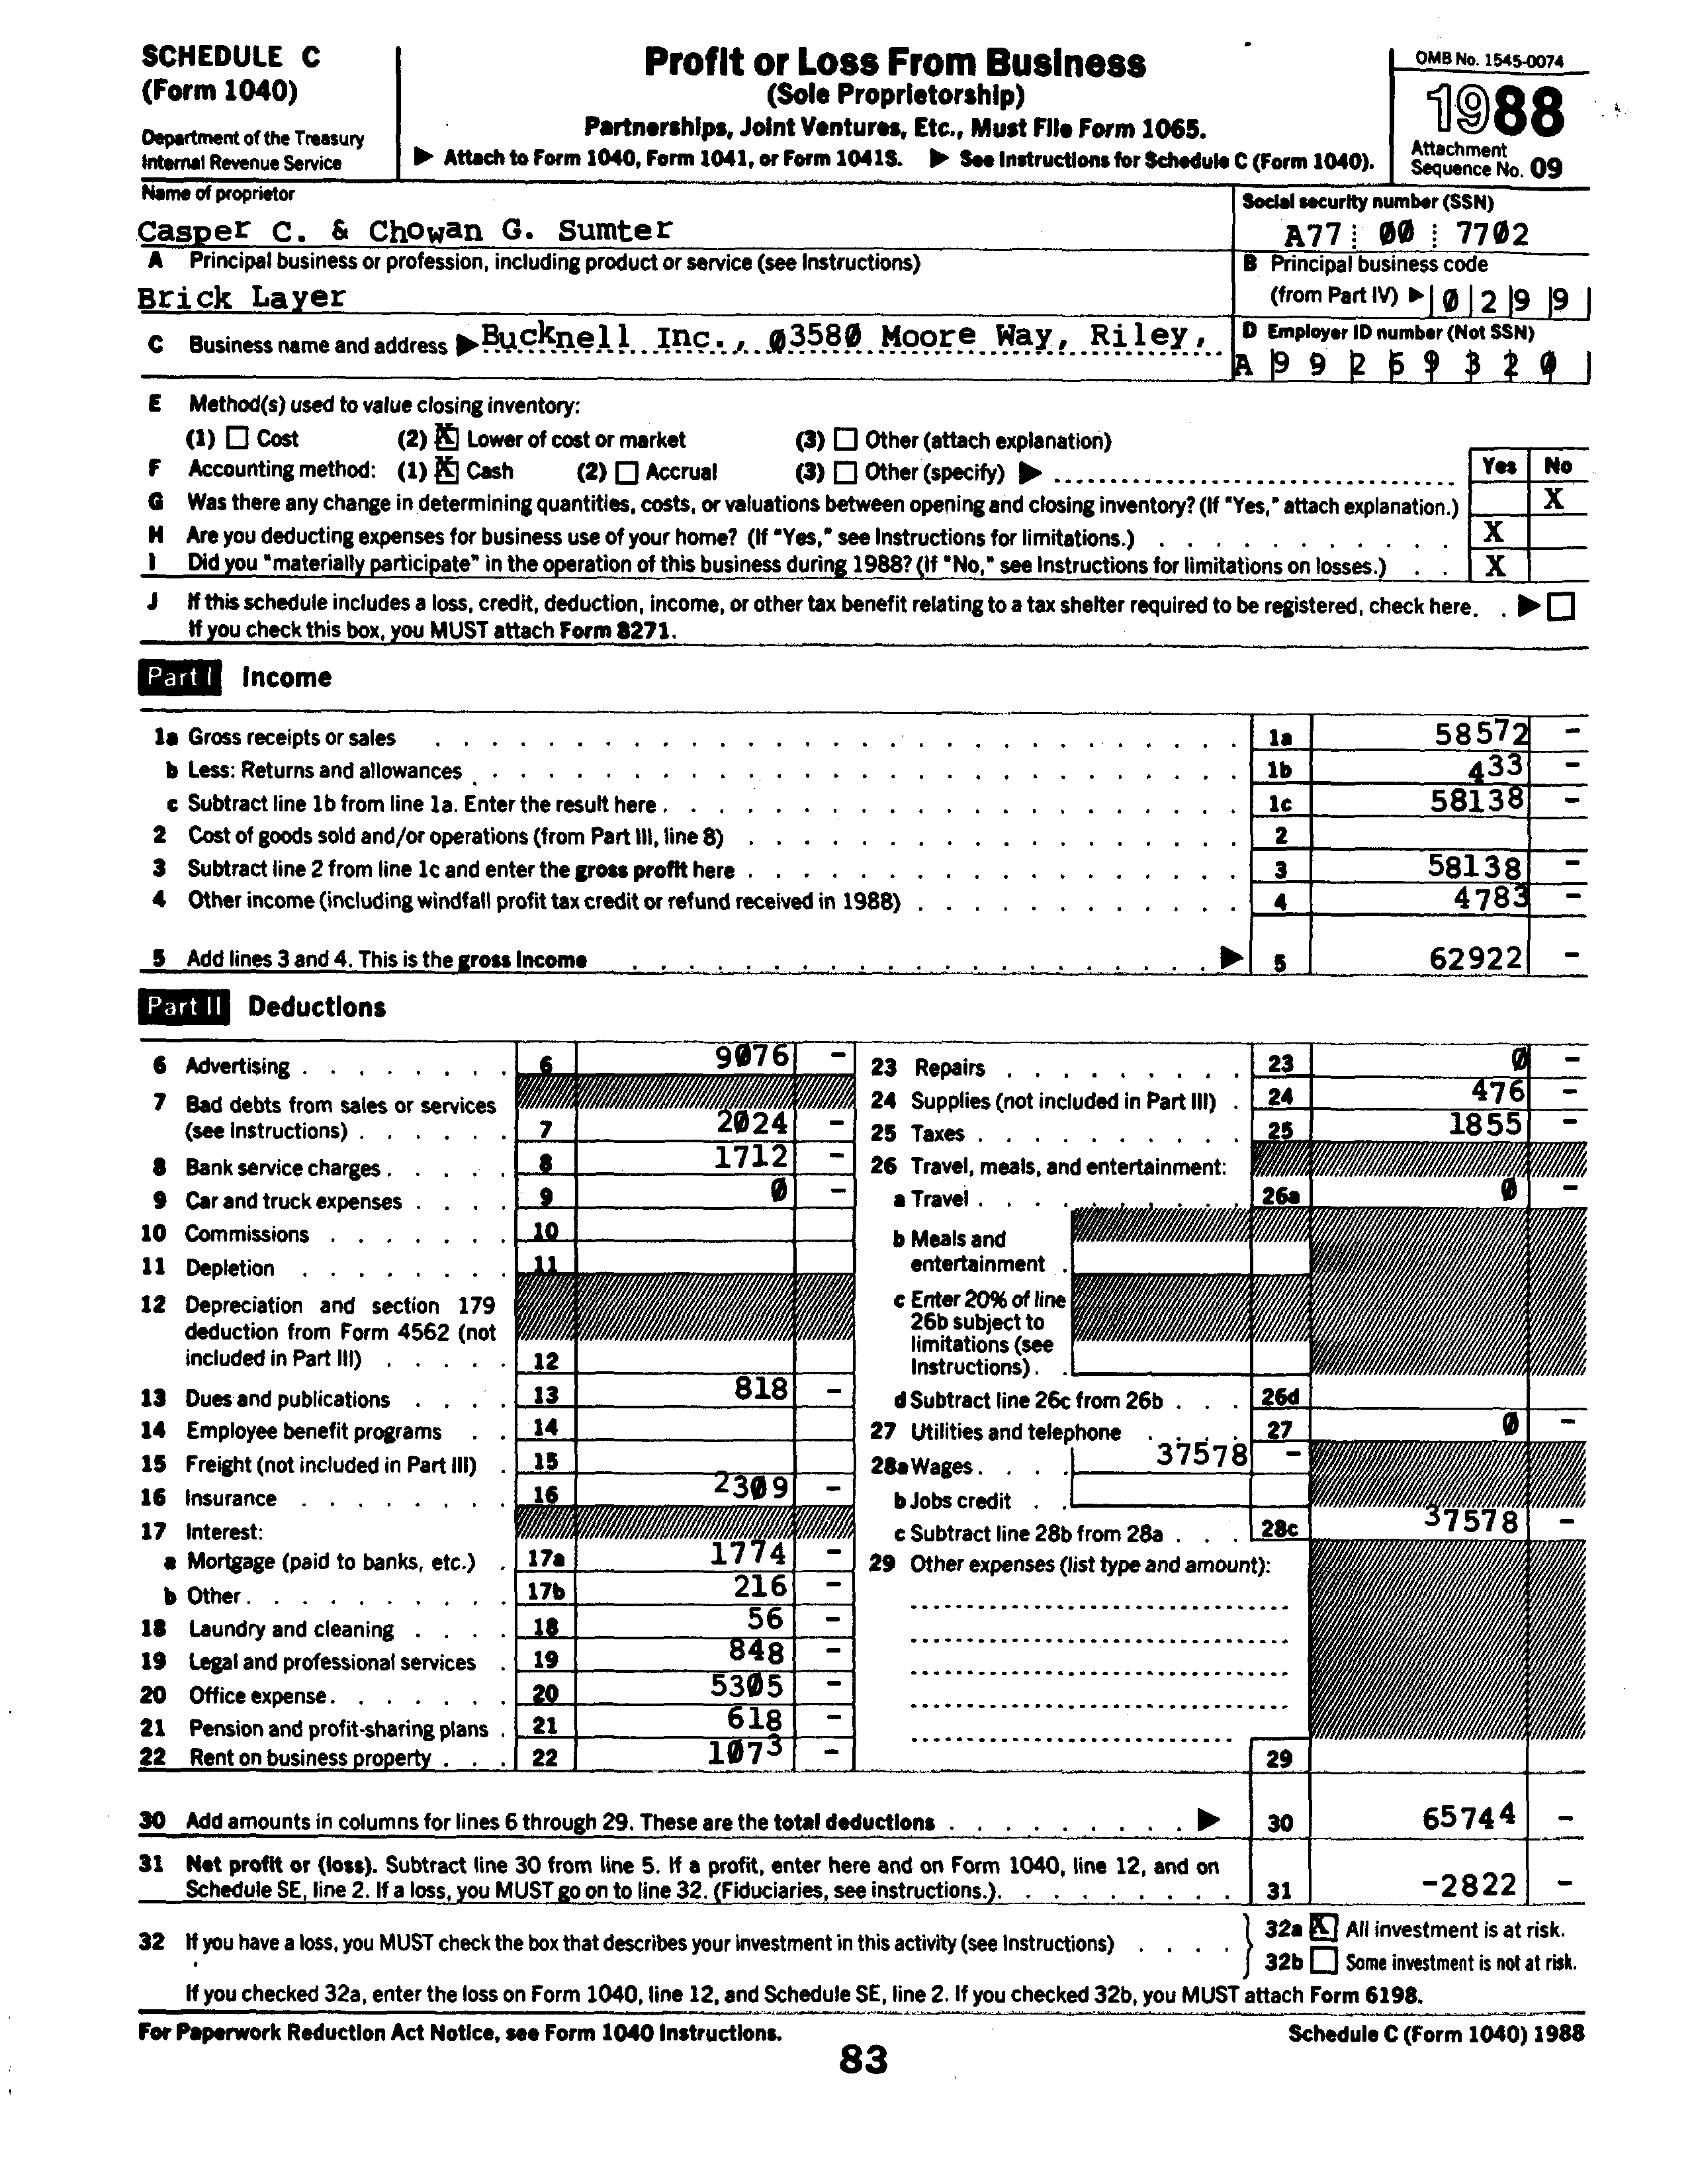 SCHEDULE C
(Form 1040)
Department of the Treasury
Internal Revenue Service
Profit or Loss From Business
(Sole Proprietorship)
Partnerships, Joint Ventures, Etc., Must File Form 1065.
▶ Attach to Form 1040, Form 1041, or Form 1041S. ▶ See Instructions for Schedule C (Form 1040).
OMB No. 1545-0074
1988
Attachment
Sequence No. 09
Name of proprietor
Casper C. & Chowan G. Sumter
Social security number (SSN)
A77 00 7702
A Principal business or profession, including product or service (see Instructions)
Brick Layer
B Principal business code
(from Part IV) ▶ 0 2 9 9
C Business name and address ▶ Bucknell Inc., 03580 Moore Way, Riley,
D Employer ID number (Not SSN)
A 9 9 2 6 9 3 2 0
E Method(s) used to value closing inventory:
(1) ☐ Cost (2) ☒ Lower of cost or market (3) ☐ Other (attach explanation)
F Accounting method: (1) ☒ Cash (2) ☐ Accrual (3) ☐ Other (specify) ▶
Yes No
G Was there any change in determining quantities, costs, or valuations between opening and closing inventory? (If "Yes," attach explanation.) X
H Are you deducting expenses for business use of your home? (If "Yes," see Instructions for limitations.) X
I Did you "materially participate" in the operation of this business during 1988? (If "No," see Instructions for limitations on losses.) X
J If this schedule includes a loss, credit, deduction, income, or other tax benefit relating to a tax shelter required to be registered, check here. ▶ ☐
If you check this box, you MUST attach Form 8271.
Part I Income
1a Gross receipts or sales 1a 58572 -
b Less: Returns and allowances 1b 433 -
c Subtract line 1b from line 1a. Enter the result here. 1c 58138 -
2 Cost of goods sold and/or operations (from Part III, line 8) 2
3 Subtract line 2 from line 1c and enter the gross profit here 3 58138 -
4 Other income (including windfall profit tax credit or refund received in 1988) 4 4783 -
5 Add lines 3 and 4. This is the gross income ▶ 5 62922 -
Part II Deductions
6 Advertising 6 9076 -
7 Bad debts from sales or services
(see Instructions) 7 2024 -
8 Bank service charges 8 1712 -
9 Car and truck expenses 9 0 -
10 Commissions 10
11 Depletion 11
12 Depreciation and section 179
deduction from Form 4562 (not
included in Part III) 12
13 Dues and publications 13 818 -
14 Employee benefit programs 14
15 Freight (not included in Part III) 15
16 Insurance 16 2309 -
17 Interest:
a Mortgage (paid to banks, etc.) 17a 1774 -
b Other 17b 216 -
18 Laundry and cleaning 18 56 -
19 Legal and professional services 19 848 -
20 Office expense 20 5305 -
21 Pension and profit-sharing plans 21 618 -
22 Rent on business property 22 1073 -
23 Repairs 23 0 -
24 Supplies (not included in Part III) 24 476 -
25 Taxes 25 1855 -
26 Travel, meals, and entertainment:
a Travel 26a 0 -
b Meals and
entertainment
c Enter 20% of line
26b subject to
limitations (see
Instructions).
d Subtract line 26c from 26b 26d
27 Utilities and telephone 27 0 -
28a Wages 37578 -
b Jobs credit
c Subtract line 28b from 28a 28c 37578 -
29 Other expenses (list type and amount):
29
30 Add amounts in columns for lines 6 through 29. These are the total deductions ▶ 30 65744 -
31 Net profit or (loss). Subtract line 30 from line 5. If a profit, enter here and on Form 1040, line 12, and on
Schedule SE, line 2. If a loss, you MUST go on to line 32. (Fiduciaries, see instructions.). 31 -2822 -
32 If you have a loss, you MUST check the box that describes your investment in this activity (see Instructions)
32a ☒ All investment is at risk.
32b ☐ Some investment is not at risk.
If you checked 32a, enter the loss on Form 1040, line 12, and Schedule SE, line 2. If you checked 32b, you MUST attach Form 6198.
For Paperwork Reduction Act Notice, see Form 1040 Instructions. Schedule C (Form 1040) 1988
83